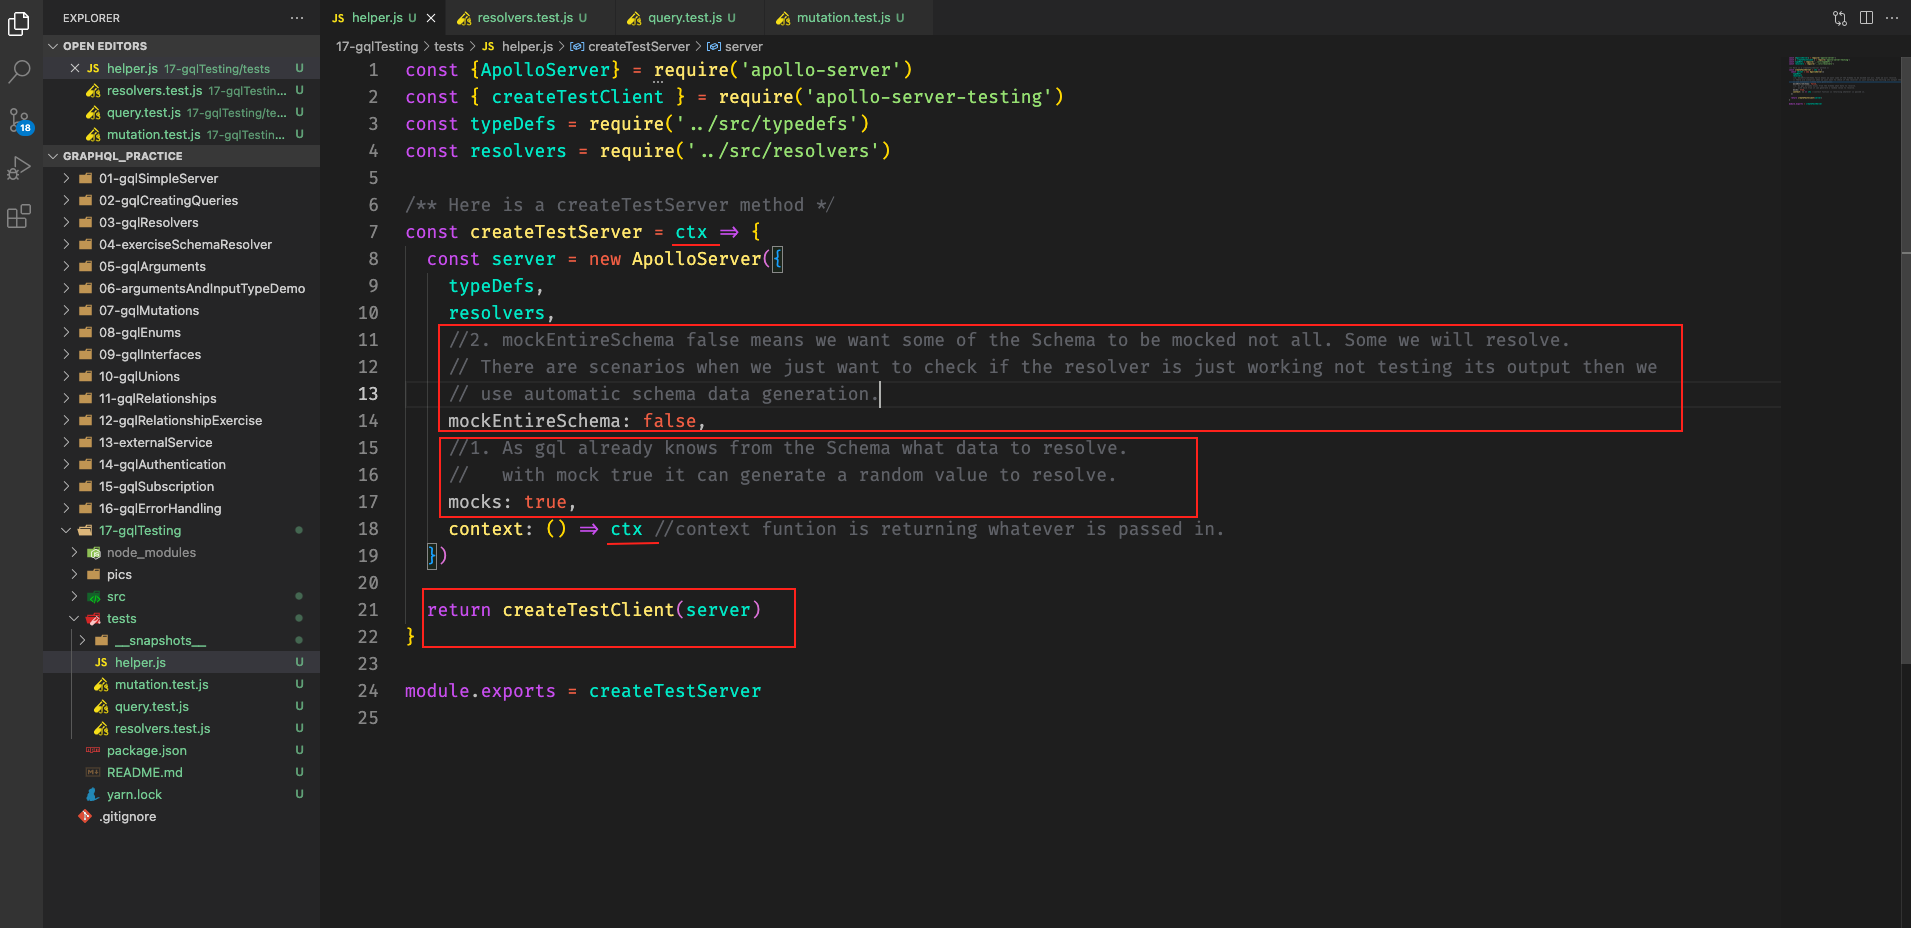 EXPLORER
OPEN EDITORS
helper.js 17-gqlTesting/tests U
resolvers.test.js 17-gqlTestin... U
query.test.js 17-gqlTesting/te... U
mutation.test.js 17-gqlTestin... U
18
GRAPHQL_PRACTICE
01-gqlSimpleServer
02-gqlCreatingQueries
03-gqlResolvers
04-exerciseSchemaResolver
05-gqlArguments
06-argumentsAndInputTypeDemo
07-gqlMutations
08-gqlEnums
09-gqlInterfaces
10-gqlUnions
11-gqlRelationships
12-gqlRelationshipExercise
13-externalService
14-gqlAuthentication
15-gqlSubscription
16-gqlErrorHandling
17-gqlTesting
node_modules
pics
src
tests
__snapshots__
JS helper.js U
mutation.test.js U
query.test.js U
resolvers.test.js U
package.json U
README.md U
yarn.lock U
.gitignore
JS helper.js U
resolvers.test.js U
query.test.js U
mutation.test.js U
17-gqlTesting > tests > JS helper.js > createTestServer > server
1 const {ApolloServer} = require('apollo-server')
2 const { createTestClient } = require('apollo-server-testing')
3 const typeDefs = require('../src/typedefs')
4 const resolvers = require('../src/resolvers')
5
6 /** Here is a createTestServer method */
7 const createTestServer = ctx => {
8 const server = new ApolloServer({
9 typeDefs,
10 resolvers,
11 //2. mockEntireSchema false means we want some of the Schema to be mocked not all. Some we will resolve.
12 // There are scenarios when we just want to check if the resolver is just working not testing its output then we
13 // use automatic schema data generation.
14 mockEntireSchema: false,
15 //1. As gql already knows from the Schema what data to resolve.
16 // with mock true it can generate a random value to resolve.
17 mocks: true,
18 context: () => ctx //context funtion is returning whatever is passed in.
19 })
20
21 return createTestClient(server)
22 }
23
24 module.exports = createTestServer
25